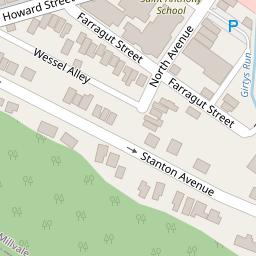 Saint Anthony
School
P
Howard Street
Farragut Street
Wessel Alley
North Avenue
Girtys Run
Farragut Street
Stanton Avenue
Millvale